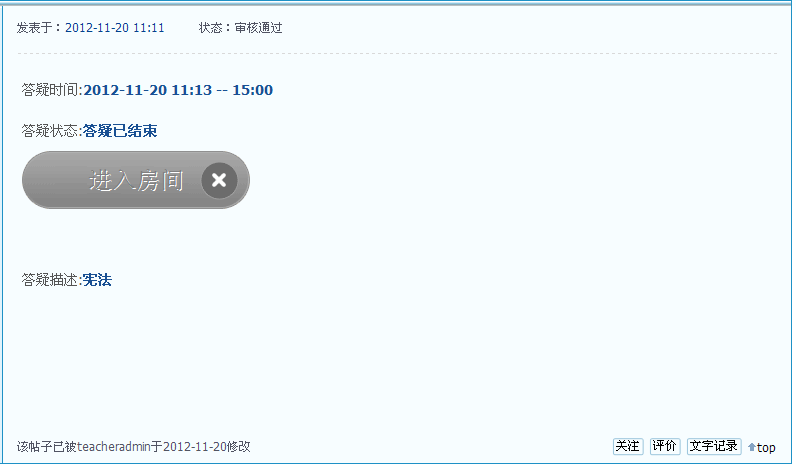 发表于：2012-11-20 11:11 状态：审核通过
答疑时间:2012-11-20 11:13 -- 15:00
答疑状态:答疑已结束
进入房间
答疑描述:宪法
该帖子已被teacheradmin于2012-11-20修改 关注 评价 文字记录 top